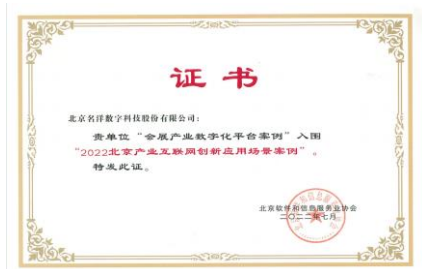 证书
北京名洋数字科技股份有限公司：
贵单位“会展产业数字化平台案例”入围
“2022北京产业互联网创新应用场景案例”。
特发此证。
北京软件和信息服务业协会
二〇二二年七月